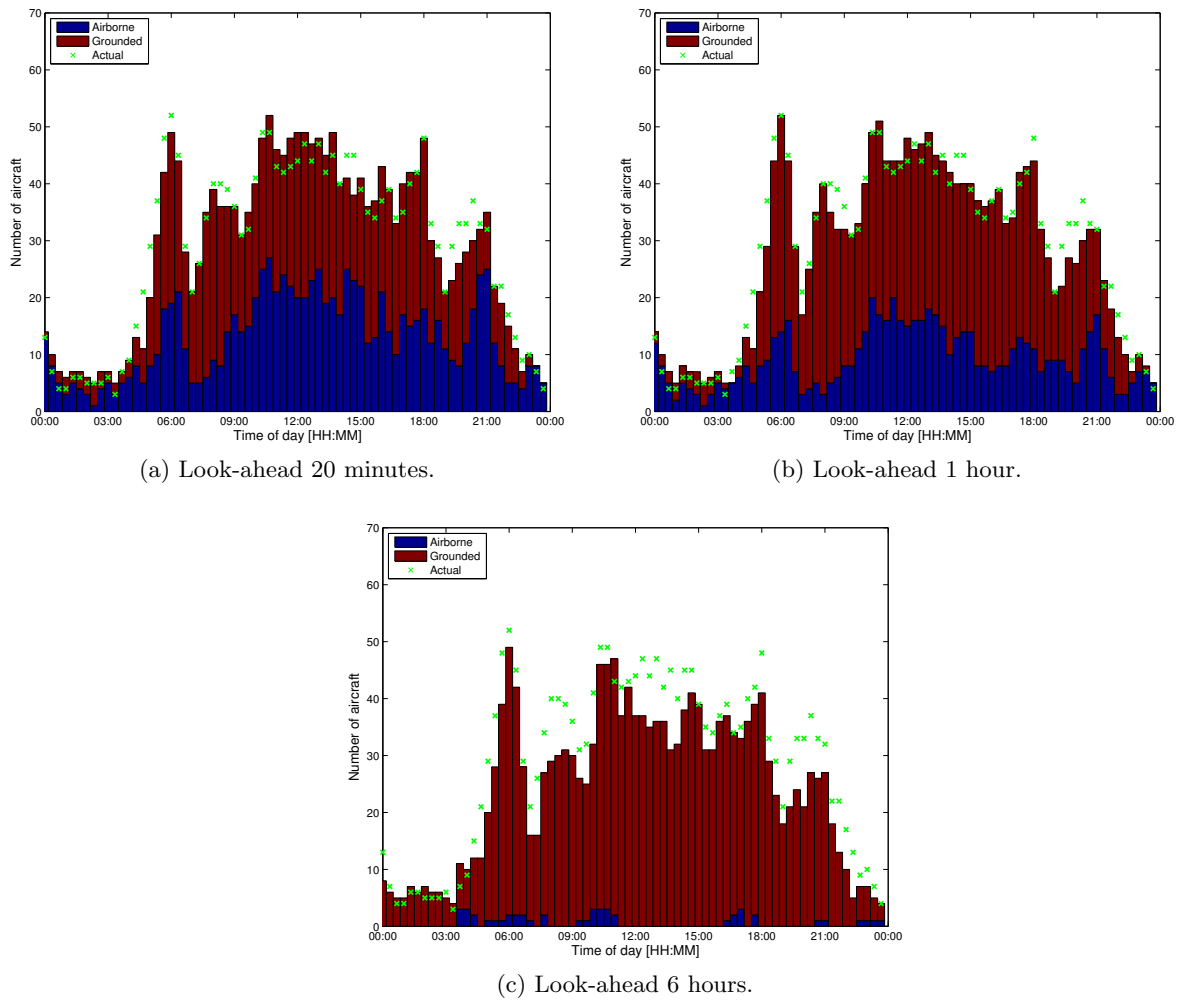 70
60
50
40
30
20
10
0
Number of aircraft
Airborne
Grounded
Actual
00:00 03:00 06:00 09:00 12:00 15:00 18:00 21:00 00:00
Time of day [HH:MM]
(a) Look-ahead 20 minutes.
70
60
50
40
30
20
10
0
Number of aircraft
Airborne
Grounded
Actual
00:00 03:00 06:00 09:00 12:00 15:00 18:00 21:00 00:00
Time of day [HH:MM]
(b) Look-ahead 1 hour.
70
60
50
40
30
20
10
0
Number of aircraft
Airborne
Grounded
Actual
00:00 03:00 06:00 09:00 12:00 15:00 18:00 21:00 00:00
Time of day [HH:MM]
(c) Look-ahead 6 hours.